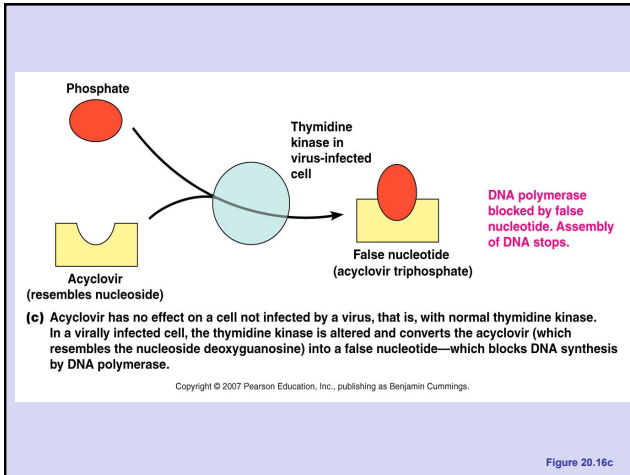 Phosphate
Thymidine
kinase in
virus-infected
cell
DNA polymerase
blocked by false
nucleotide. Assembly
of DNA stops.
Acyclovir
(resembles nucleoside)
False nucleotide
(acyclovir triphosphate)
(c) Acyclovir has no effect on a cell not infected by a virus, that is, with normal thymidine kinase.
In a virally infected cell, the thymidine kinase is altered and converts the acyclovir (which
resembles the nucleoside deoxyguanosine) into a false nucleotide—which blocks DNA synthesis
by DNA polymerase.
Copyright © 2007 Pearson Education, Inc., publishing as Benjamin Cummings.
Figure 20.16c